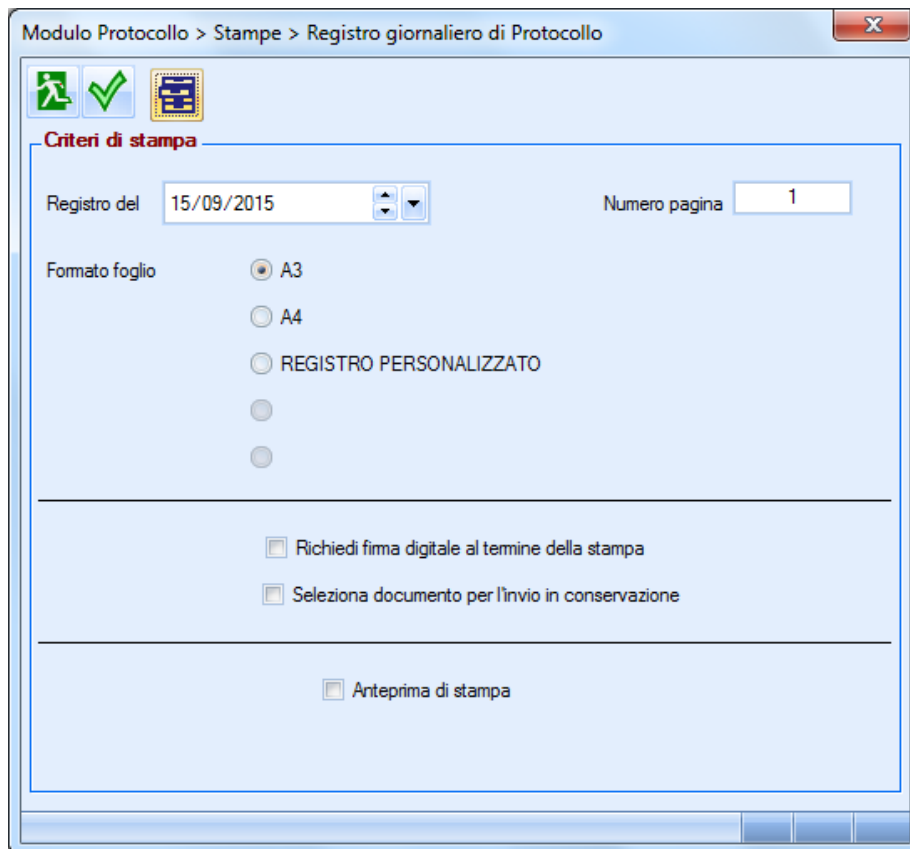 Modulo Protocollo > Stampe > Registro giornaliero di Protocollo
Criteri di stampa
Registro del 15/09/2015 Numero pagina 1
Formato foglio A3
A4
REGISTRO PERSONALIZZATO
Richiedi firma digitale al termine della stampa
Seleziona documento per l'invio in conservazione
Anteprima di stampa